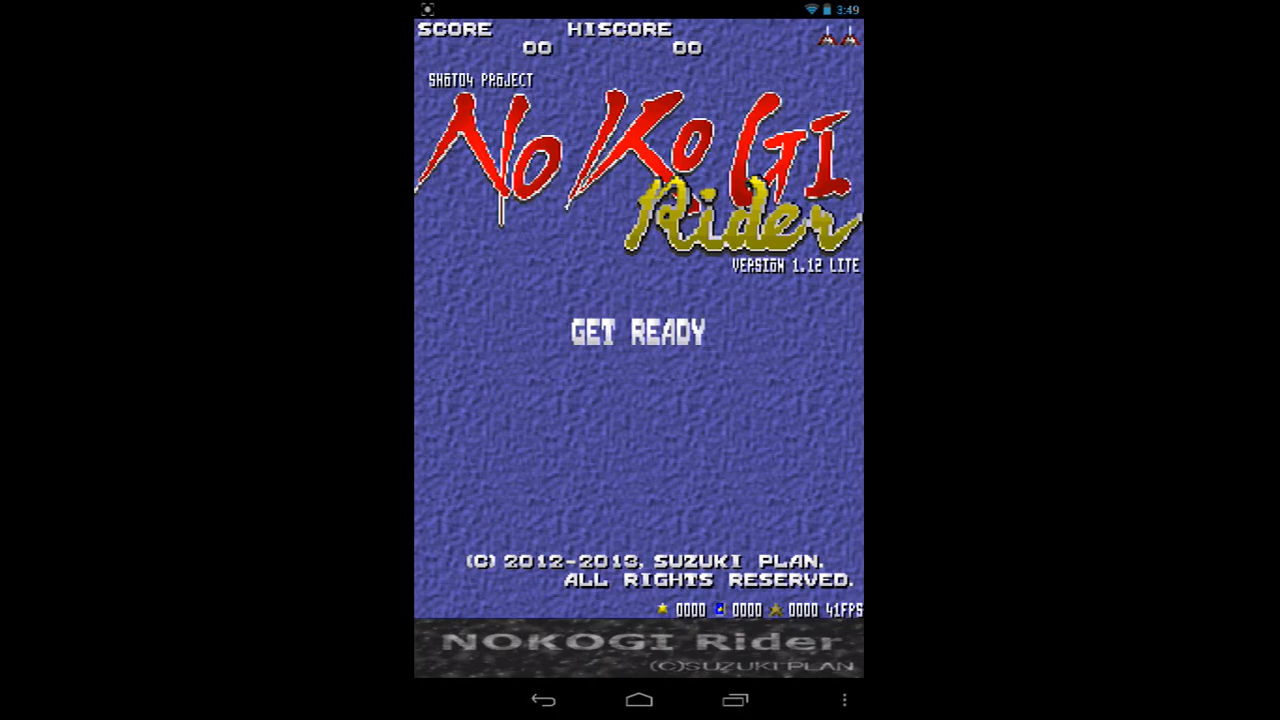 3:49
SCORE HISCORE
00 00
SHOT04 PROJECT
NOKOGI
Rider
VERSION 1.12 LITE
GET READY
(C) 2012-2013, SUZUKI PLAN.
ALL RIGHTS RESERVED.
0000 0000 0000 41FPS
NOKOGI Rider
(C)SUZUKI PLAN